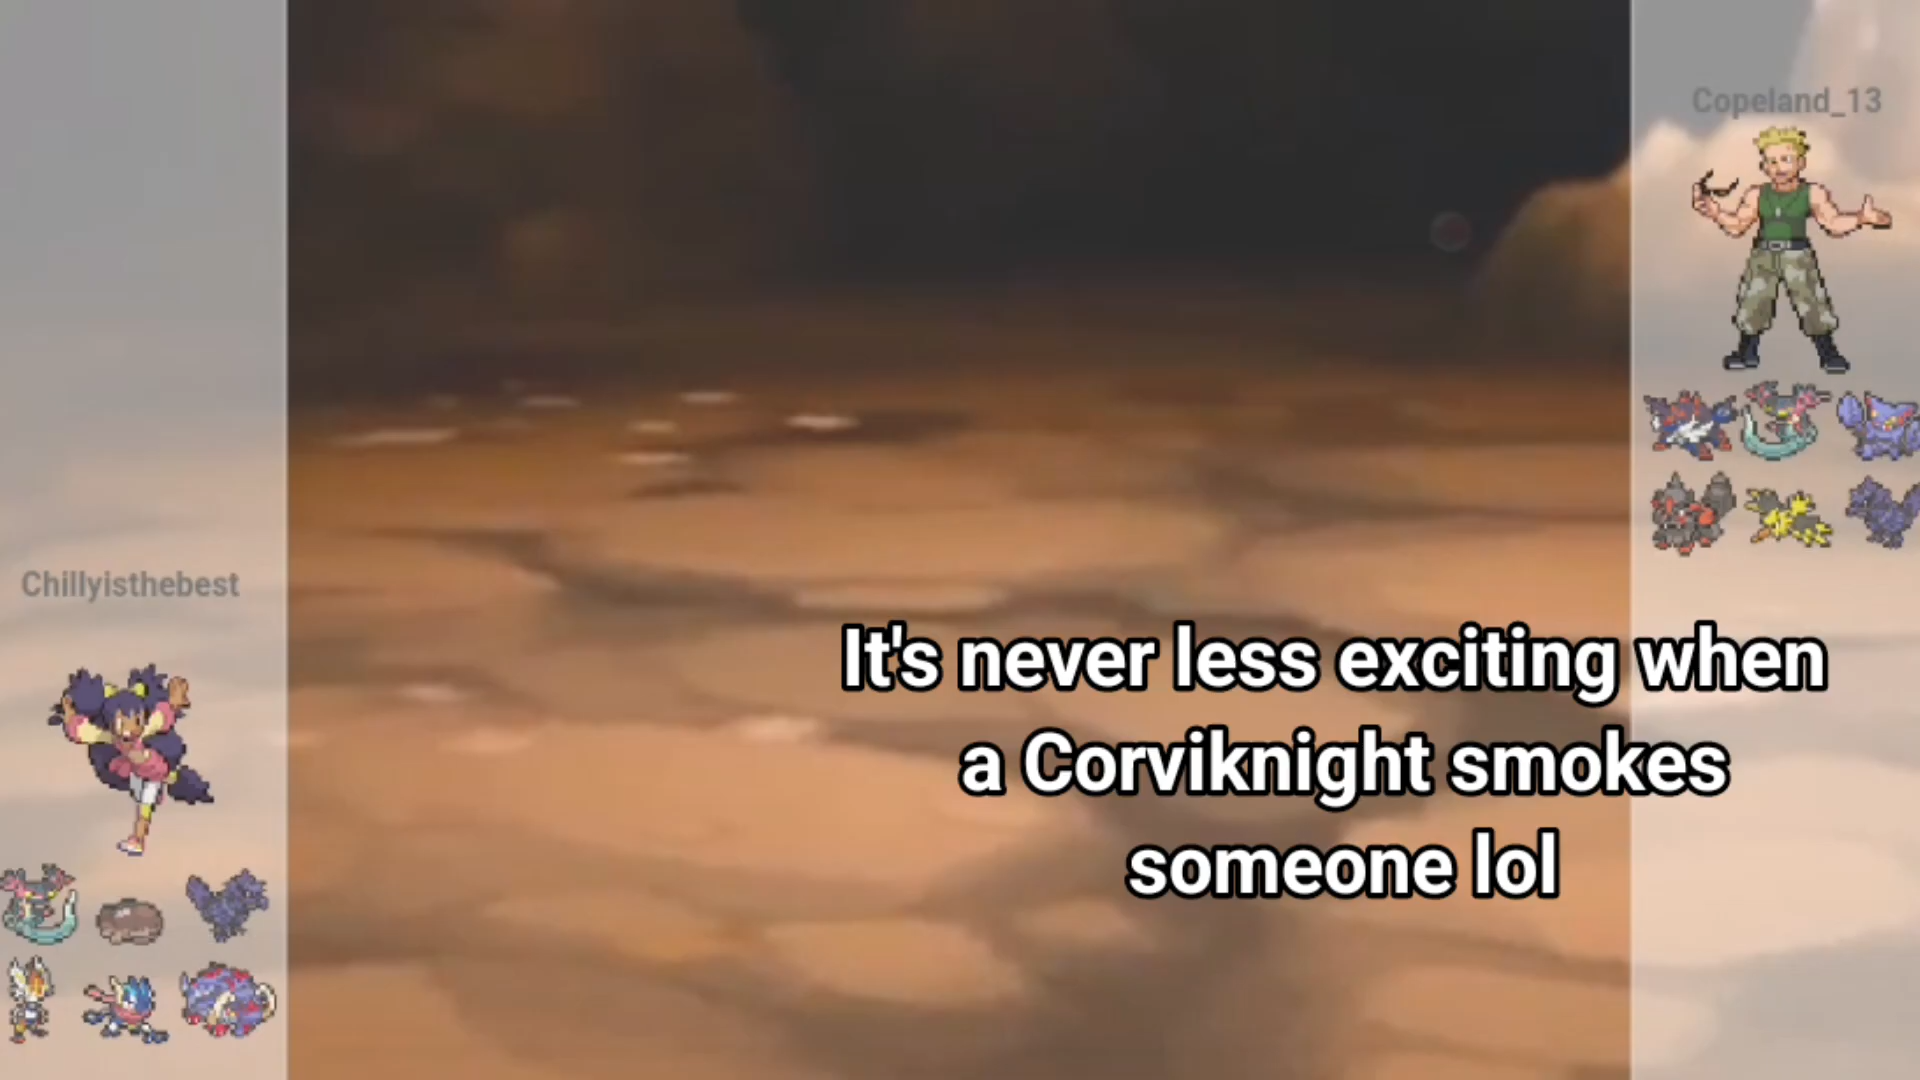 Copeland_13
Chillyisthebest
It's never less exciting when
a Corviknight smokes
someone lol